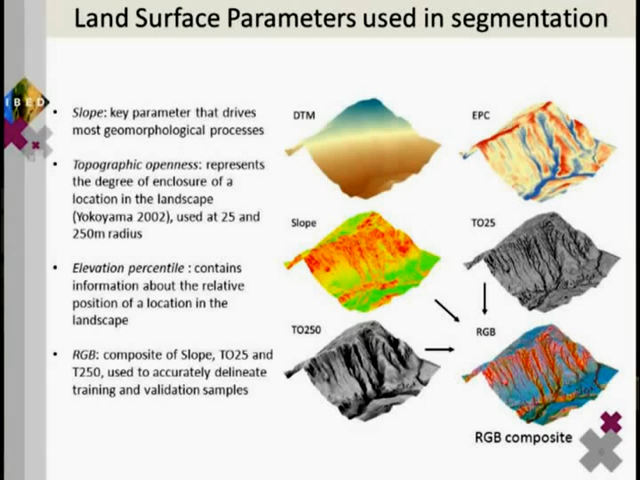 Land Surface Parameters used in segmentation
IBED
• Slope: key parameter that drives
most geomorphological processes
• Topographic openness: represents
the degree of enclosure of a
location in the landscape
(Yokoyama 2002), used at 25 and
250m radius
• Elevation percentile : contains
information about the relative
position of a location in the
landscape
• RGB: composite of Slope, TO25 and
T250, used to accurately delineate
training and validation samples
DTM
EPC
Slope
TO25
TO250
RGB
RGB composite